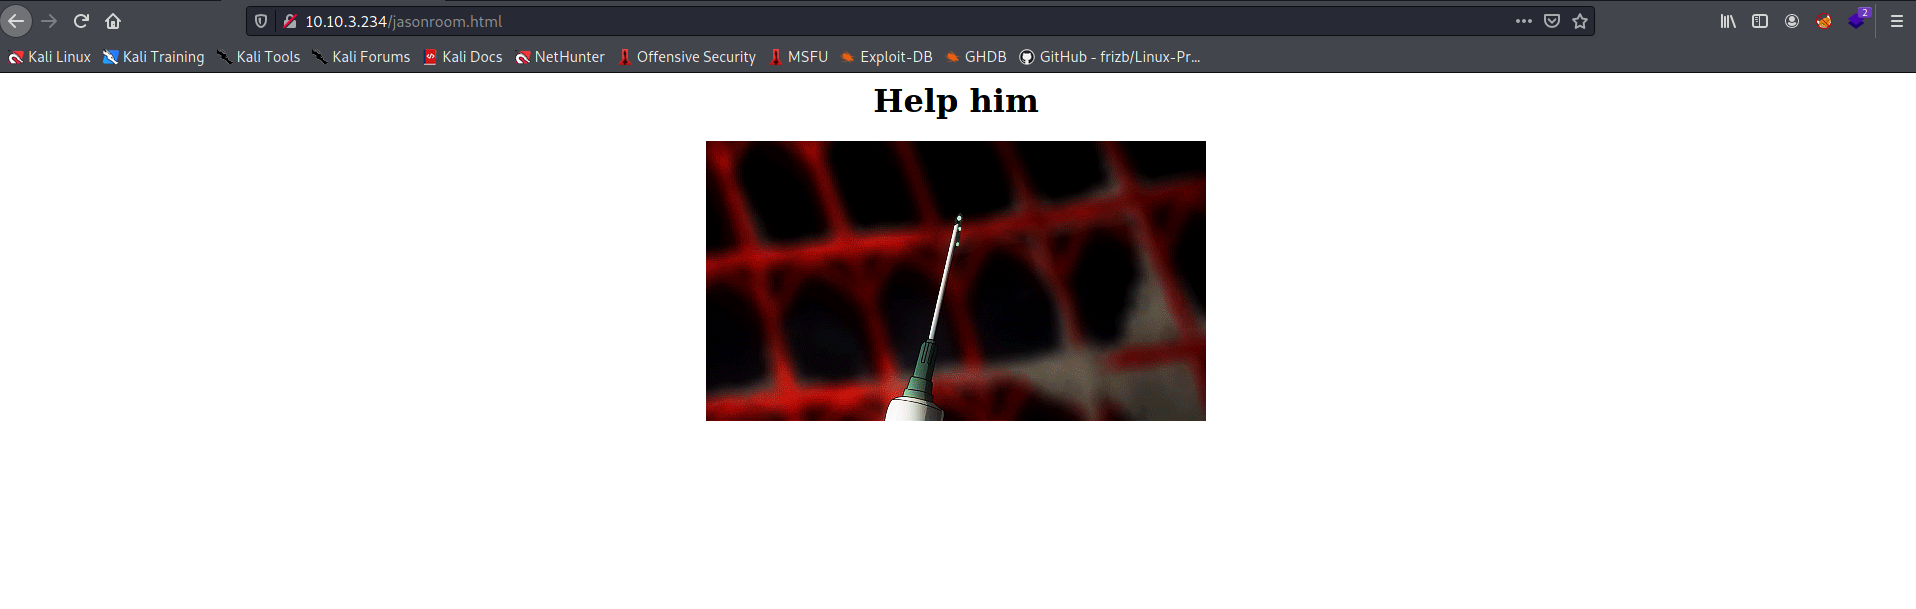 10.10.3.234/jasonroom.html
2
Kali Linux Kali Training Kali Tools Kali Forums Kali Docs NetHunter Offensive Security MSFU Exploit-DB GHDB GitHub - frizb/Linux-Pr...
Help him